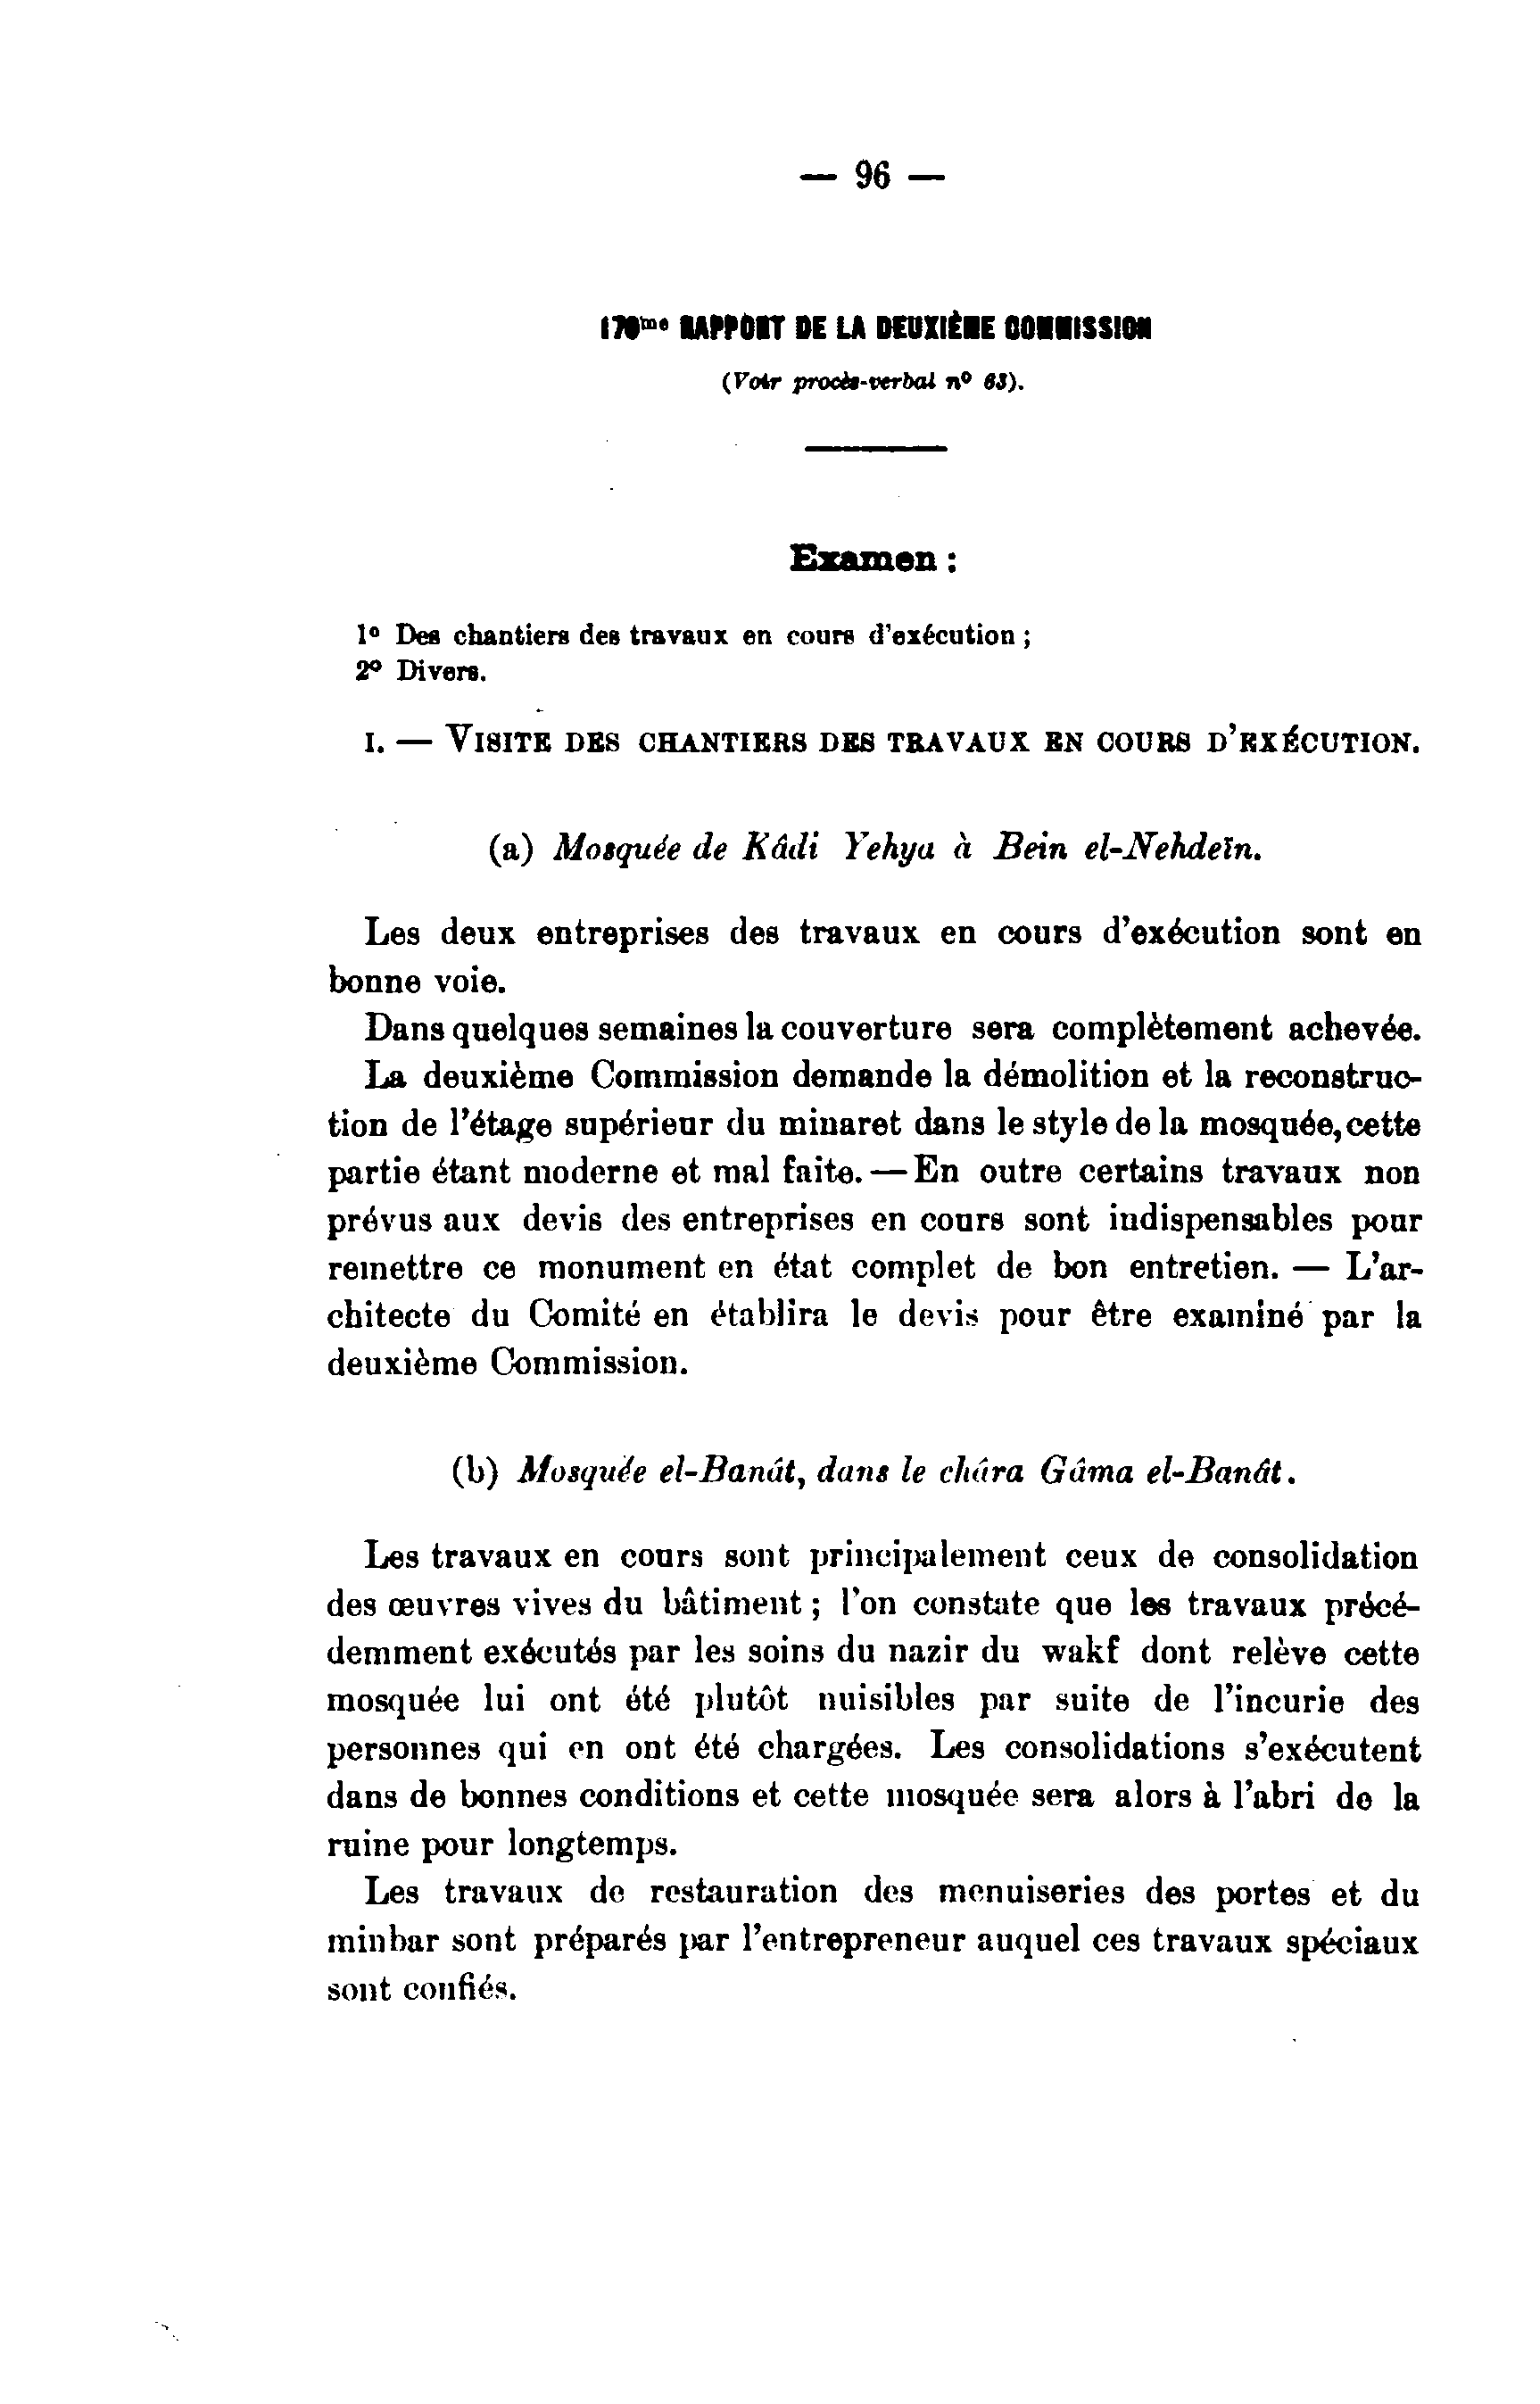 — 96 —
170me RAPPORT DE LA DEUXIÈME COMMISSION
(Voir procès-verbal n° 63).
Examen :
1° Des chantiers des travaux en cours d'exécution ;
2° Divers.
I. — VISITE DES CHANTIERS DES TRAVAUX EN COURS D'EXÉCUTION.
(a) Mosquée de Kâdi Yehya à Bein el-Nehdeïn.
Les deux entreprises des travaux en cours d'exécution sont en
bonne voie.
Dans quelques semaines la couverture sera complètement achevée.
La deuxième Commission demande la démolition et la reconstruc-
tion de l'étage supérieur du minaret dans le style de la mosquée, cette
partie étant moderne et mal faite. — En outre certains travaux non
prévus aux devis des entreprises en cours sont indispensables pour
remettre ce monument en état complet de bon entretien. — L'ar-
chitecte du Comité en établira le devis pour être examiné par la
deuxième Commission.
(b) Mosquée el-Banât, dans le chára Gâma el-Banât.
Les travaux en cours sont principalement ceux de consolidation
des œuvres vives du bâtiment ; l'on constate que les travaux précé-
demment exécutés par les soins du nazir du wakf dont relève cette
mosquée lui ont été plutôt nuisibles par suite de l'incurie des
personnes qui en ont été chargées. Les consolidations s'exécutent
dans de bonnes conditions et cette mosquée sera alors à l'abri de la
ruine pour longtemps.
Les travaux de restauration des menuiseries des portes et du
minbar sont préparés par l'entrepreneur auquel ces travaux spéciaux
sont confiés.